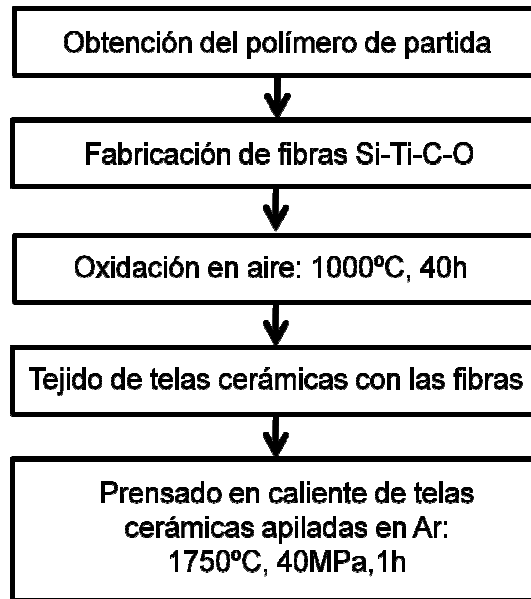 Obtención del polímero de partida
Fabricación de fibras Si-Ti-C-O
Oxidación en aire: 1000ºC, 40h
Tejido de telas cerámicas con las fibras
Prensado en caliente de telas
cerámicas apiladas en Ar:
1750ºC, 40MPa,1h